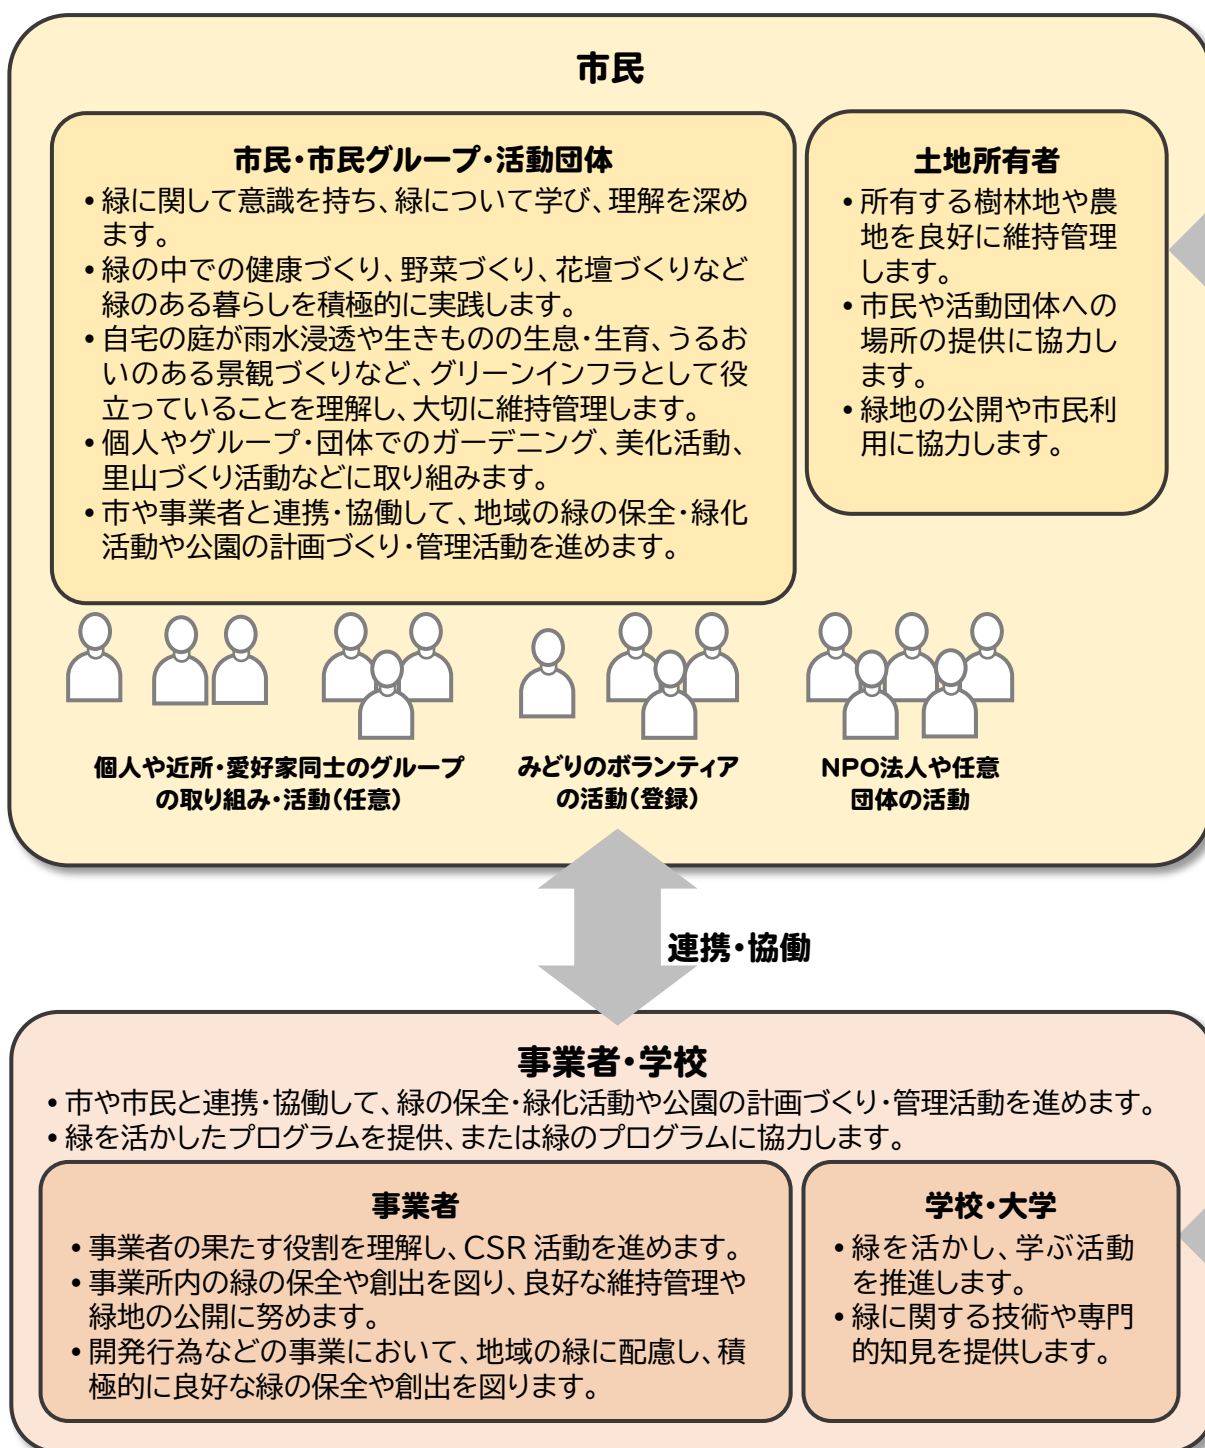 市民
市民・市民グループ・活動団体
• 緑に関して意識を持ち、緑について学び、理解を深め
ます。
• 緑の中での健康づくり、野菜づくり、花壇づくりなど
緑のある暮らしを積極的に実践します。
• 自宅の庭が雨水浸透や生きものの生息・生育、うるお
いのある景観づくりなど、グリーンインフラとして役
立っていることを理解し、大切に維持管理します。
• 個人やグループ・団体でのガーデニング、美化活動、
里山づくり活動などに取り組みます。
• 市や事業者と連携・協働して、地域の緑の保全・緑化
活動や公園の計画づくり・管理活動を進めます。
土地所有者
• 所有する樹林地や農
地を良好に維持管理
します。
• 市民や活動団体への
場所の提供に協力し
ます。
• 緑地の公開や市民利
用に協力します。
個人や近所・愛好家同士のグループ
の取り組み・活動（任意）
みどりのボランティア
の活動（登録）
NPO法人や任意
団体の活動
連携・協働
事業者・学校
• 市や市民と連携・協働して、緑の保全・緑化活動や公園の計画づくり・管理活動を進めます。
• 緑を活かしたプログラムを提供、または緑のプログラムに協力します。
事業者
• 事業者の果たす役割を理解し、CSR 活動を進めます。
• 事業所内の緑の保全や創出を図り、良好な維持管理や
緑地の公開に努めます。
• 開発行為などの事業において、地域の緑に配慮し、積
極的に良好な緑の保全や創出を図ります。
学校・大学
• 緑を活かし、学ぶ活動
を推進します。
• 緑に関する技術や専門
的知見を提供します。